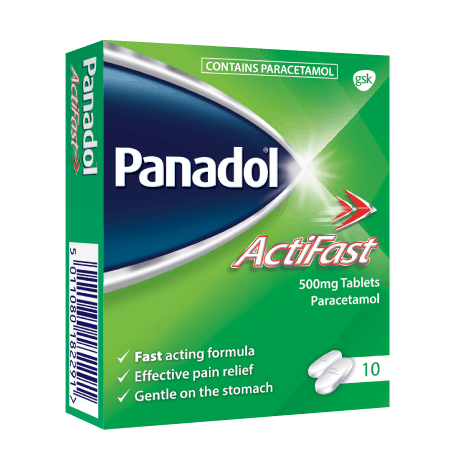 CONTAINS PARACETAMOL
gsk
Panadol
ActiFast
Panadol®
ActiFast
500mg Tablets
Paracetamol
Fast acting formula
Effective pain relief
Gentle on the stomach
10
5011080182291>